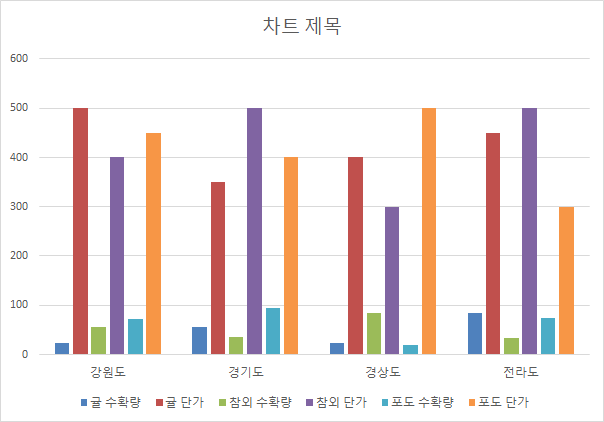 차트 제목
600
500
400
300
200
100
0
강원도 경기도 경상도 전라도
귤 수확량 귤 단가 참외 수확량 참외 단가 포도 수확량 포도 단가